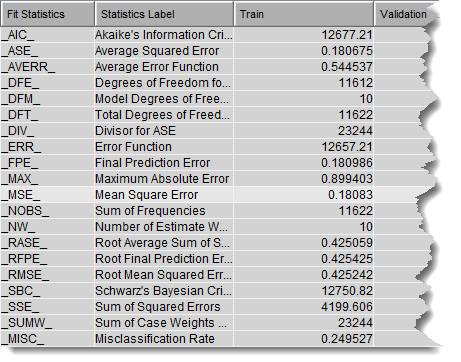 Fit Statistics Statistics Label Train Validation
_AIC_ Akaike's Information Cri... 12677.21
_ASE_ Average Squared Error 0.180675
_AVERR_ Average Error Function 0.544537
_DFE_ Degrees of Freedom fo... 11612
_DFM_ Model Degrees of Free... 10
_DFT_ Total Degrees of Freed... 11622
_DIV_ Divisor for ASE 23244
_ERR_ Error Function 12657.21
_FPE_ Final Prediction Error 0.180986
_MAX_ Maximum Absolute Error 0.899403
_MSE_ Mean Square Error 0.18083
_NOBS_ Sum of Frequencies 11622
_NW_ Number of Estimate W... 10
_RASE_ Root Average Sum of S... 0.425059
_RFPE_ Root Final Prediction Er... 0.425425
_RMSE_ Root Mean Squared Err... 0.425242
_SBC_ Schwarz's Bayesian Cri... 12750.82
_SSE_ Sum of Squared Errors 4199.606
_SUMW_ Sum of Case Weights ... 23244
_MISC_ Misclassification Rate 0.249527